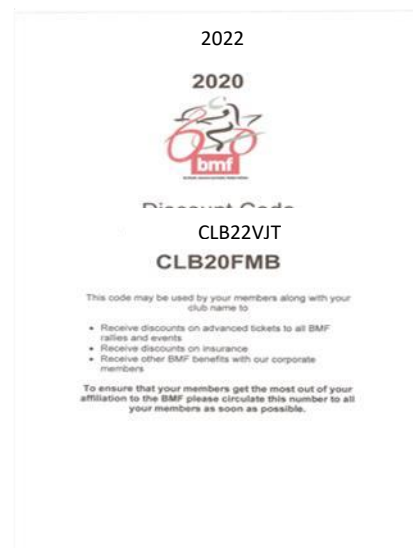 2022
2020
bmf
Discount Code
CLB22VJT
CLB20FMB
This code may be used by your members along with your
club name to
• Receive discounts on advanced tickets to all BMF
rallies and events
• Receive discounts on insurance
• Receive other BMF benefits with our corporate
members
To ensure that your members get the most out of your
affiliation to the BMF please circulate this number to all
your members as soon as possible.